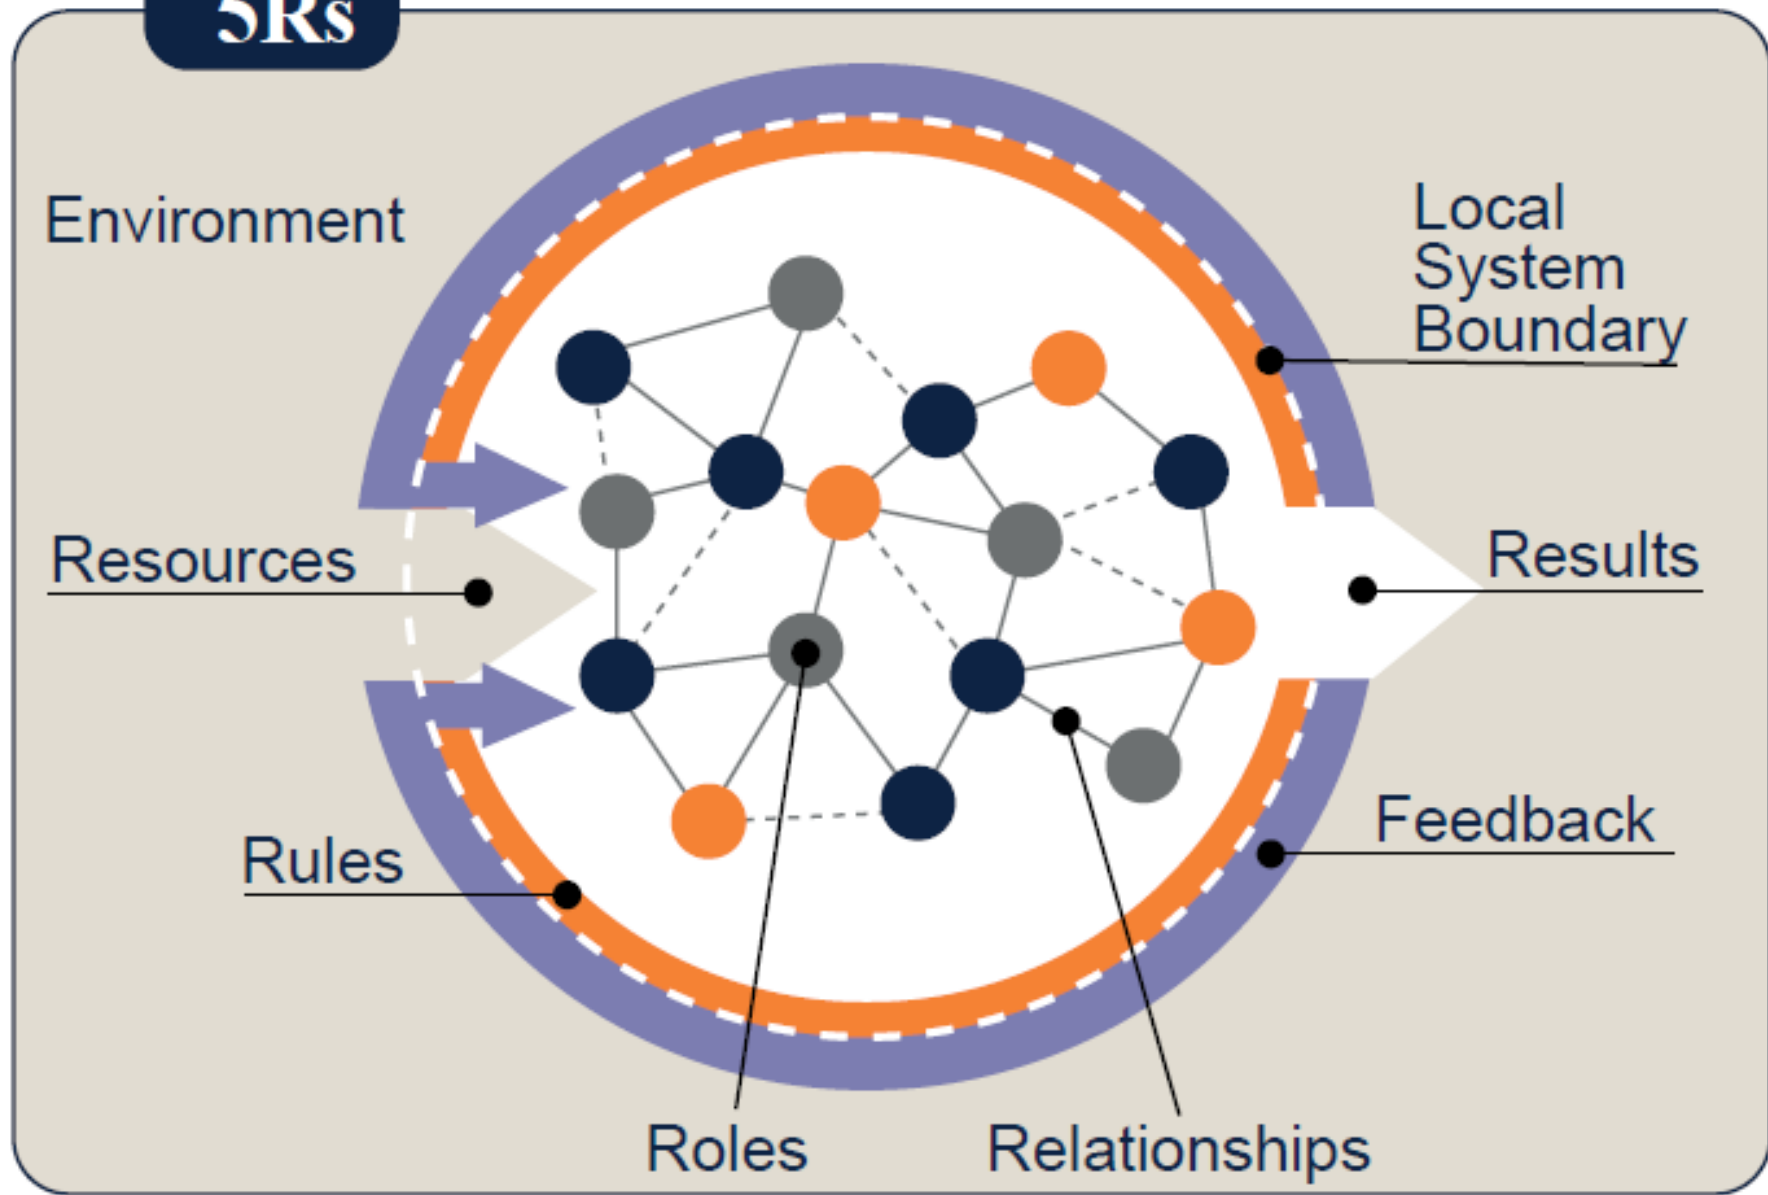 5Rs
Environment
Local
System
Boundary
Resources
Results
Feedback
Rules
Roles
Relationships